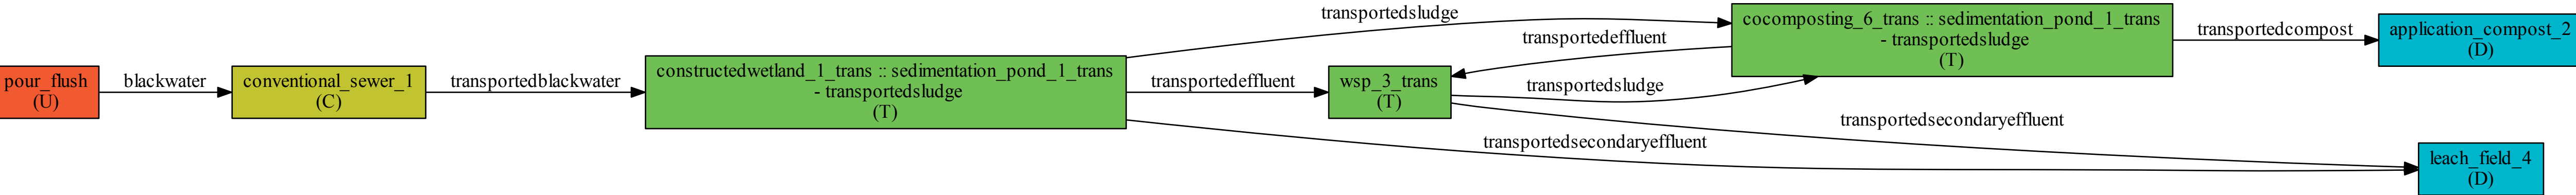 pour_flush
(U)
blackwater
conventional_sewer_1
(C)
transportedblackwater
constructedwetland_1_trans :: sedimentation_pond_1_trans
- transportedsludge
(T)
transportedsludge
transportedeffluent
transportedeffluent
wsp_3_trans
(T)
transportedsludge
transportedsecondaryeffluent
transportedsecondaryeffluent
cocomposting_6_trans :: sedimentation_pond_1_trans
- transportedsludge
(T)
transportedcompost
application_compost_2
(D)
leach_field_4
(D)